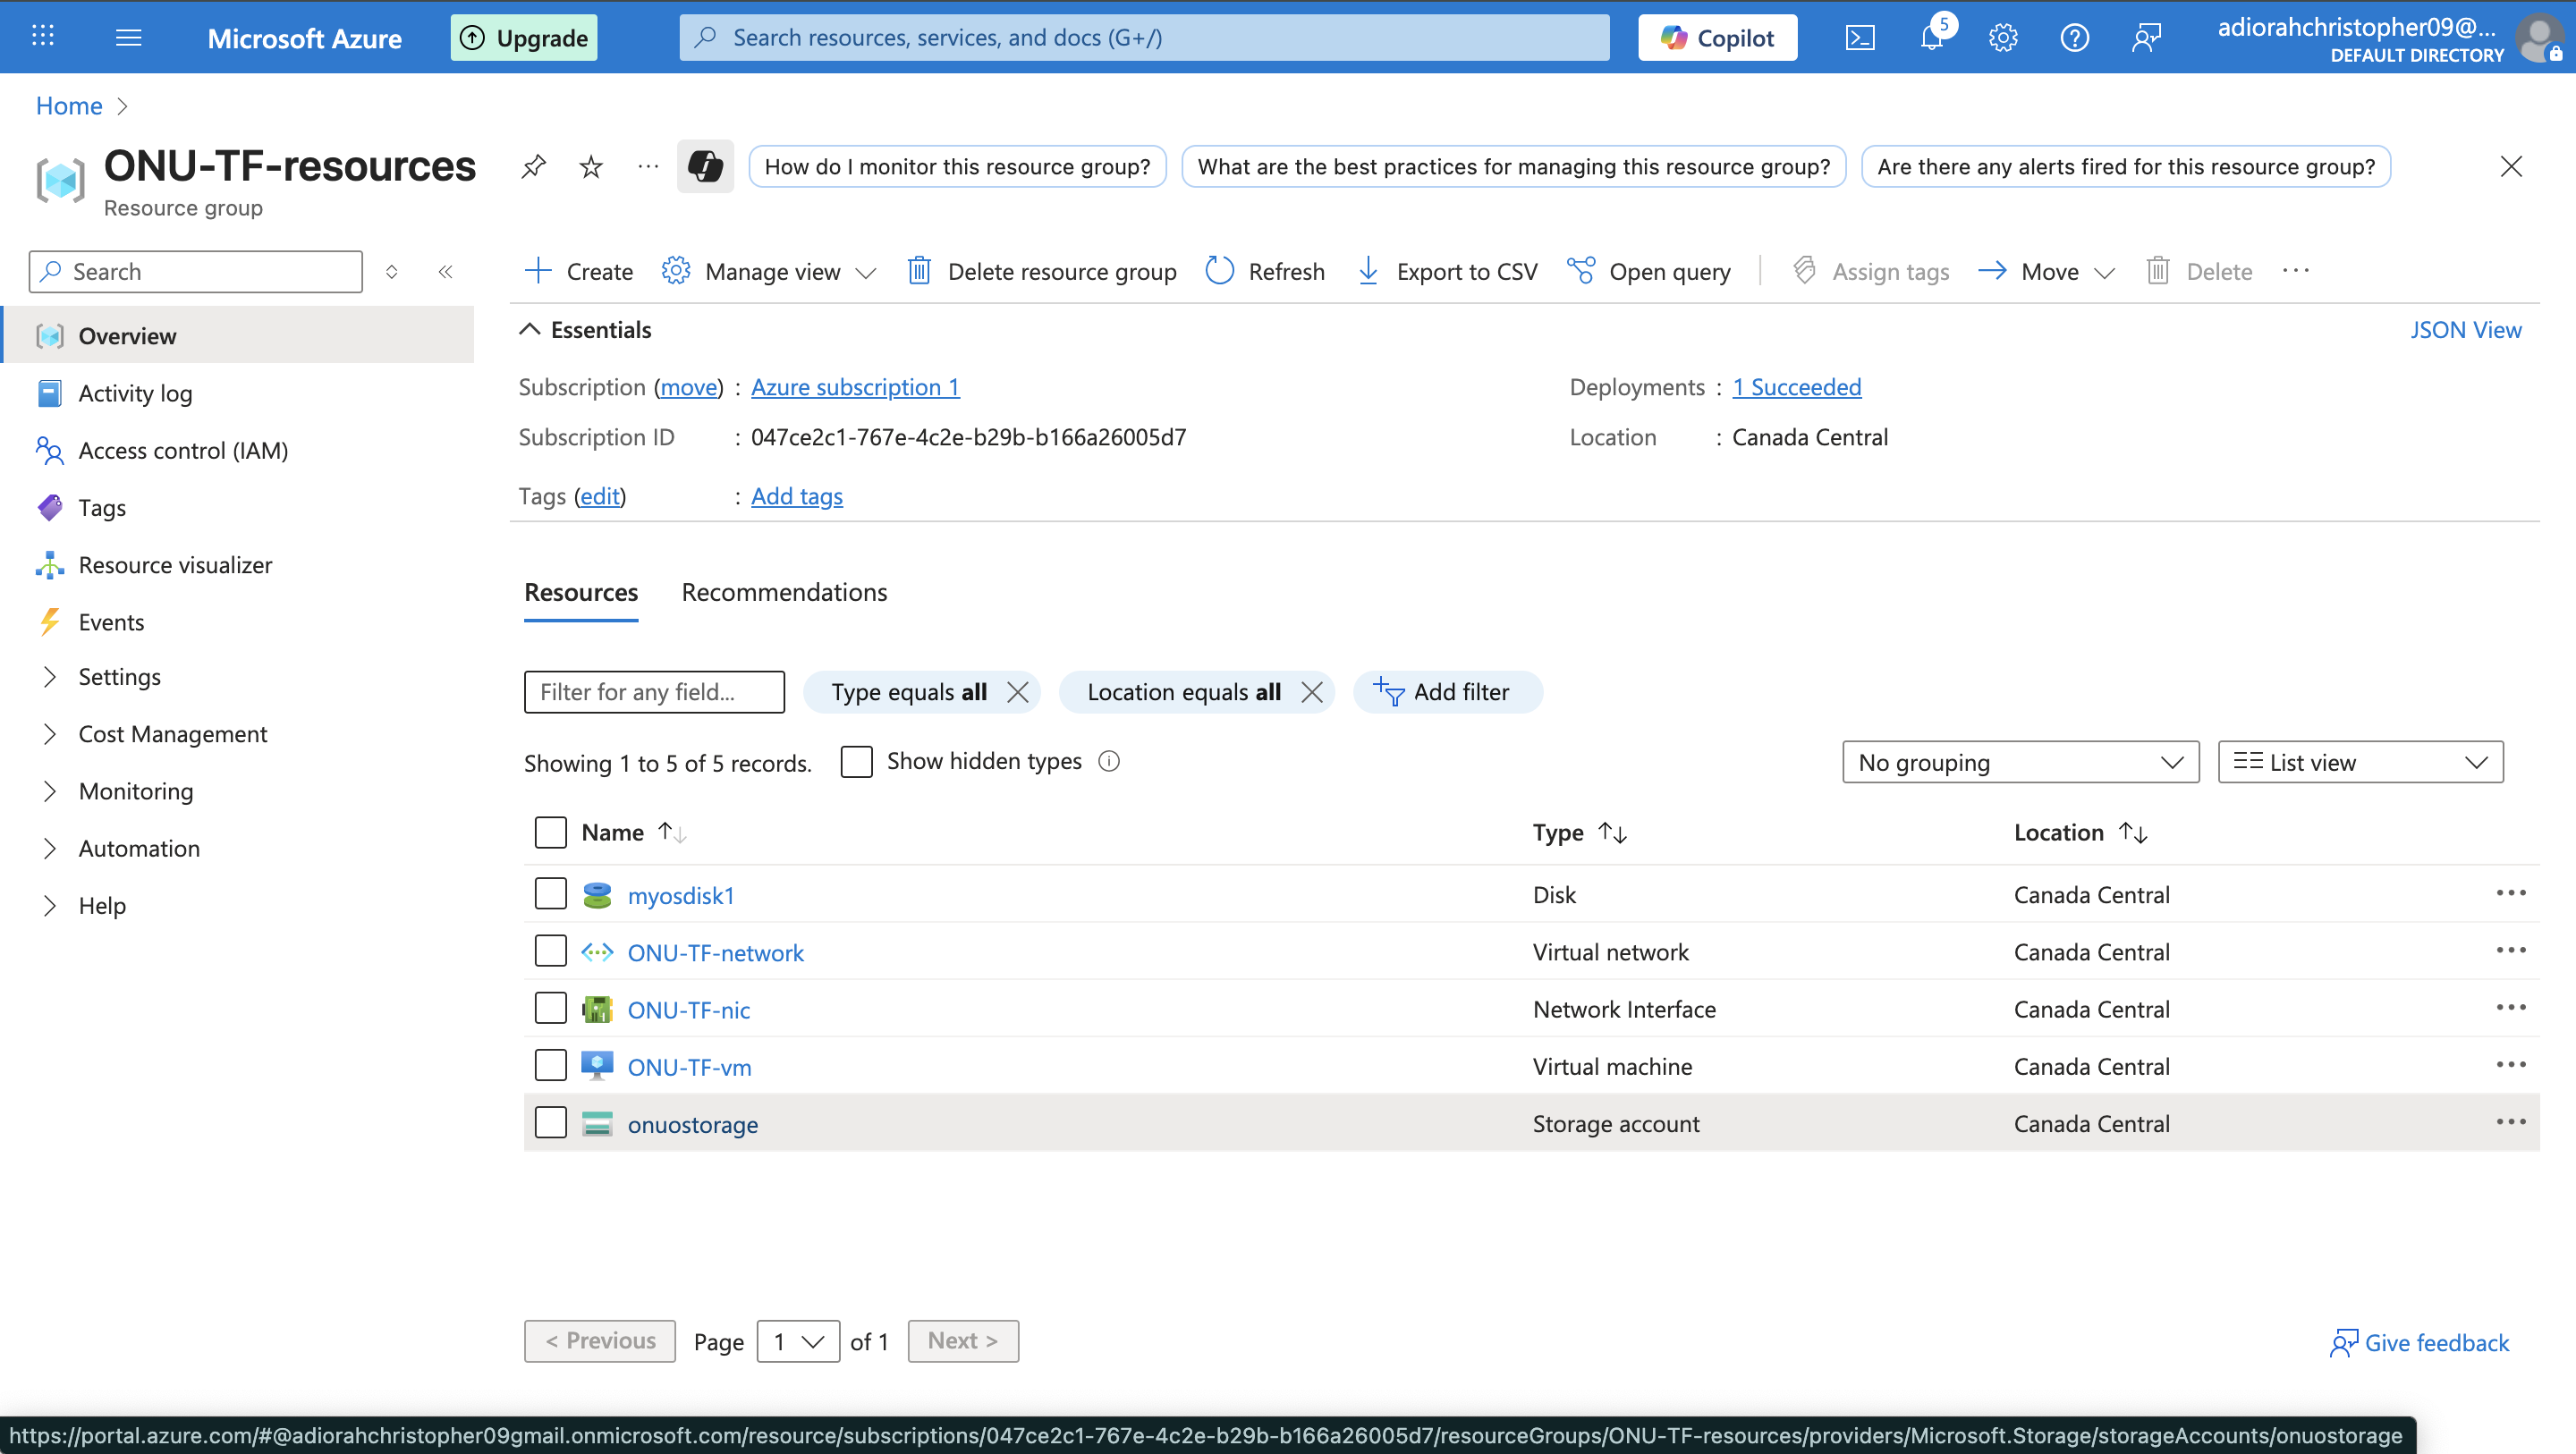 Microsoft Azure
Upgrade
Search resources, services, and docs (G+/)
Copilot
5
adiorahchristopher09@...
DEFAULT DIRECTORY
Home
ONU-TF-resources
Resource group
How do I monitor this resource group?
What are the best practices for managing this resource group?
Are there any alerts fired for this resource group?
Search
Create
Manage view
Delete resource group
Refresh
Export to CSV
Open query
Assign tags
Move
Delete
Overview
Activity log
Access control (IAM)
Tags
Resource visualizer
Events
Settings
Cost Management
Monitoring
Automation
Help
Essentials
JSON View
Subscription (move) : Azure subscription 1
Subscription ID : 047ce2c1-767e-4c2e-b29b-b166a26005d7
Tags (edit) : Add tags
Deployments : 1 Succeeded
Location : Canada Central
Resources
Recommendations
Filter for any field...
Type equals all
Location equals all
Add filter
Showing 1 to 5 of 5 records.
Show hidden types
No grouping
List view
Name Type Location
myosdisk1 Disk Canada Central
ONU-TF-network Virtual network Canada Central
ONU-TF-nic Network Interface Canada Central
ONU-TF-vm Virtual machine Canada Central
onuostorage Storage account Canada Central
< Previous Page 1 of 1 Next >
Give feedback
https://portal.azure.com/#@adiorahchristopher09gmail.onmicrosoft.com/resource/subscriptions/047ce2c1-767e-4c2e-b29b-b166a26005d7/resourceGroups/ONU-TF-resources/providers/Microsoft.Storage/storageAccounts/onuostorage